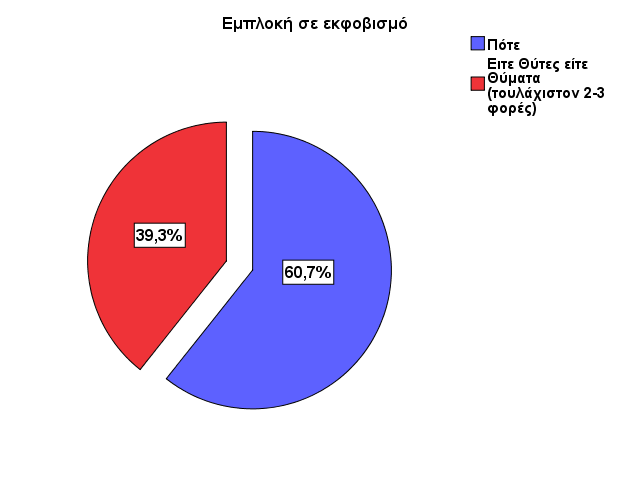 Εμπλοκή σε εκφοβισμό
Πότε
Ειτε Θύτες είτε
Θύματα
(τουλάχιστον 2-3
φορές)
39,3%
60,7%